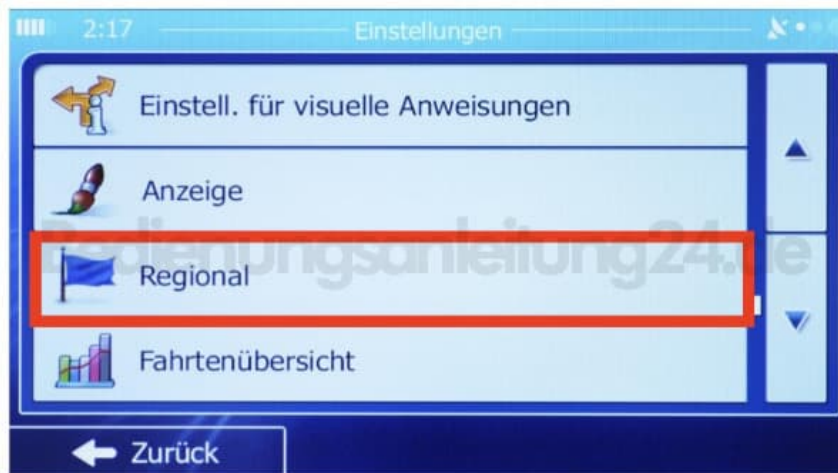 2:17
Einstellungen
Einstell. für visuelle Anweisungen
Anzeige
Bedienungsanleitung24.de
Regional
Fahrtenübersicht
Zurück